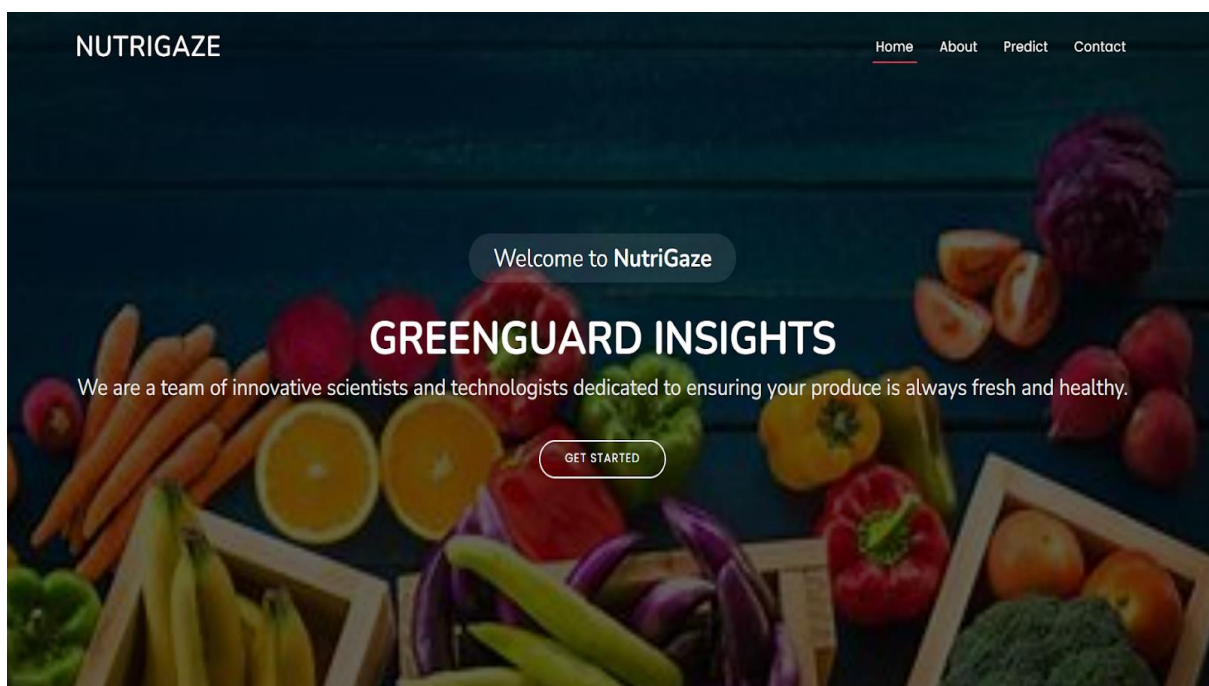 NUTRIGAZE
Home About Predict Contact
Welcome to NutriGaze
GREENGUARD INSIGHTS
We are a team of innovative scientists and technologists dedicated to ensuring your produce is always fresh and healthy.
GET STARTED